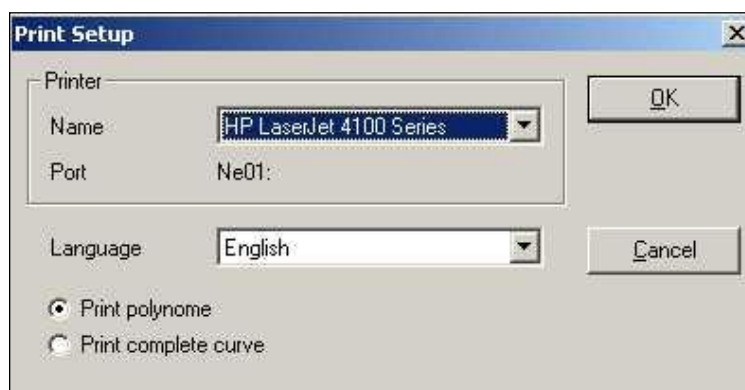 Print Setup
Printer
OK
Name
HP LaserJet 4100 Series
Port
Ne01:
Language
English
Cancel
Print polynome
Print complete curve